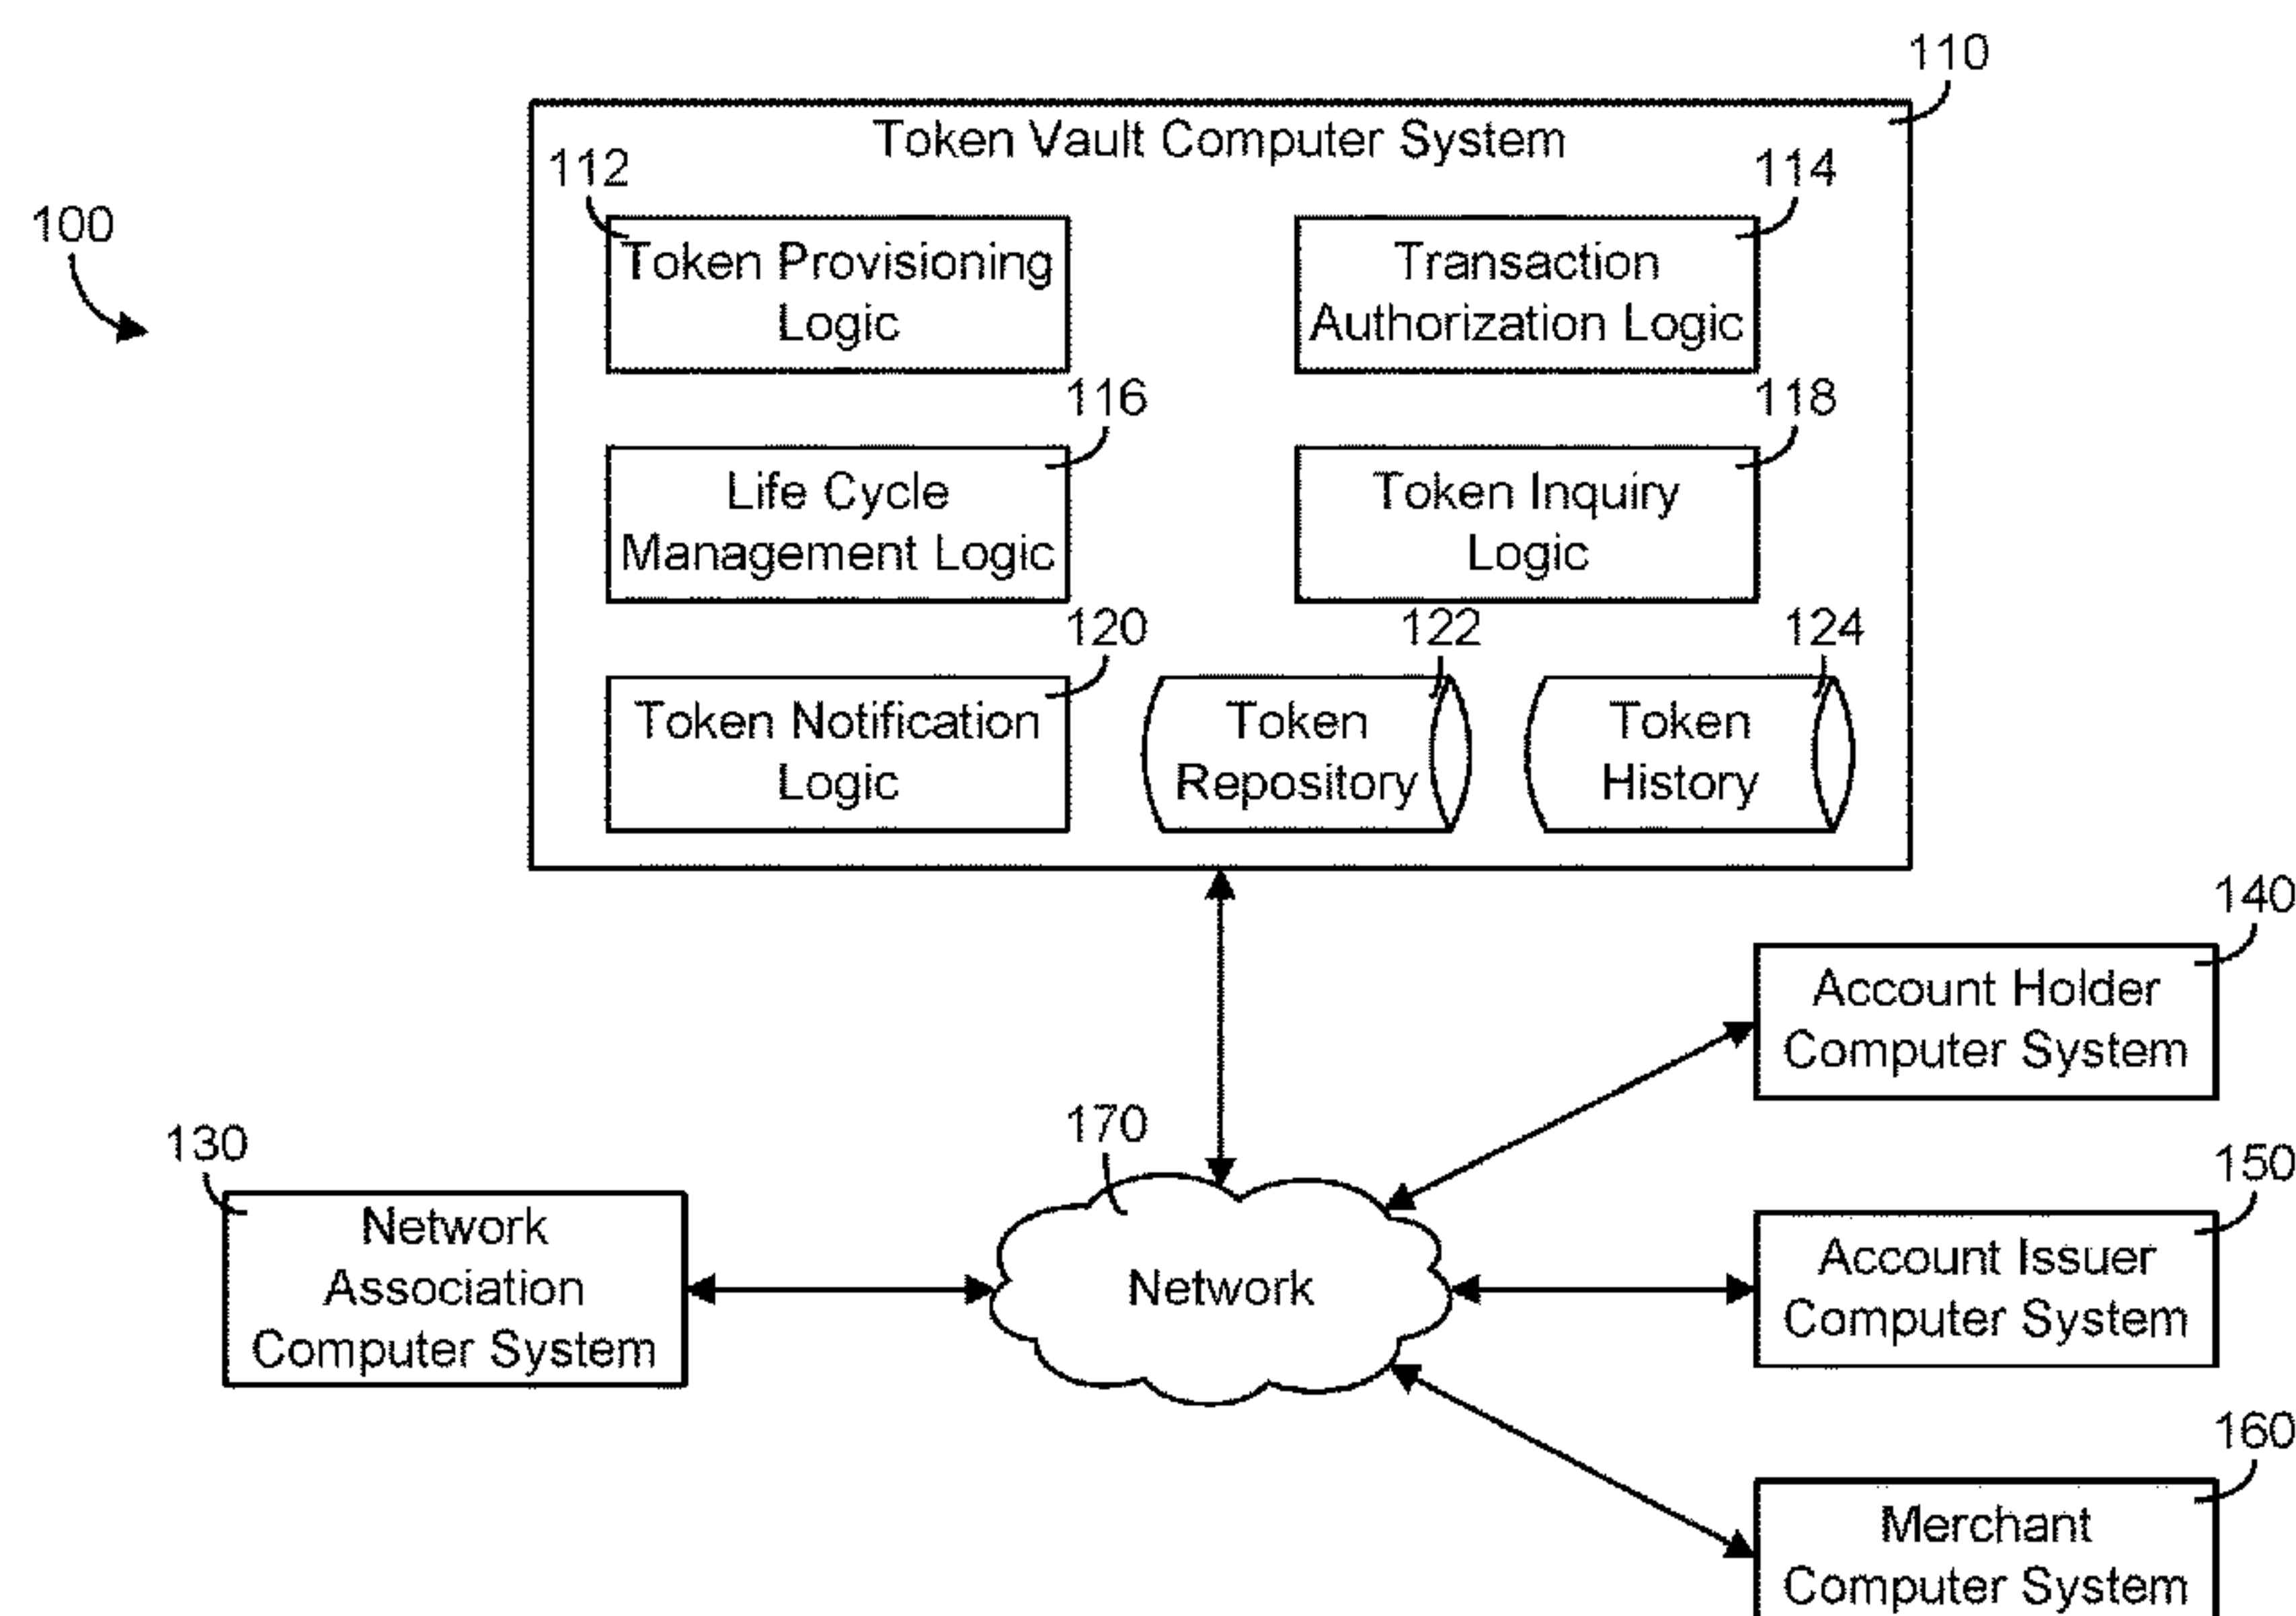 110
Token Vault Computer System
112
114
100
Token Provisioning
Logic
Transaction
Authorization Logic
116
118
Life Cycle
Management Logic
Token Inquiry
Logic
120
122
124
Token Notification
Logic
Token
Repository
Token
History
140
Account Holder
Computer System
130
170
150
Network
Association
Computer System
Network
Account Issuer
Computer System
160
Merchant
Computer System